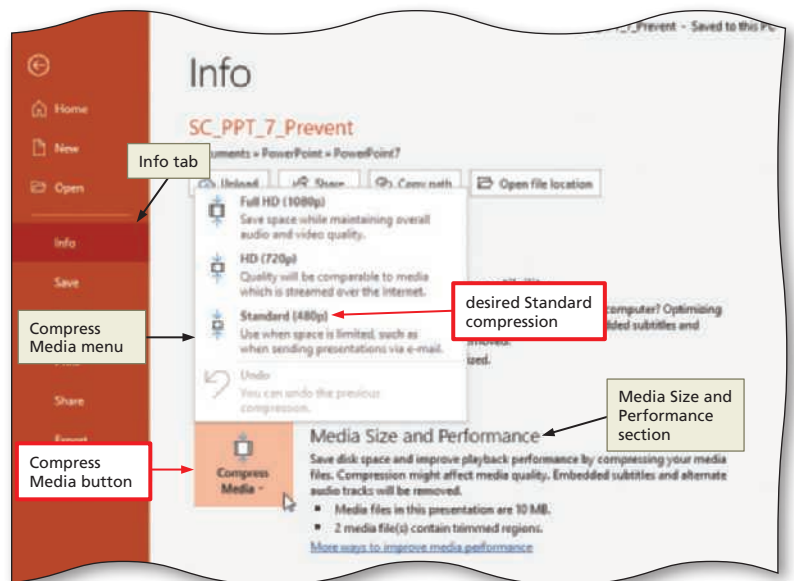 _7_Prevent - Saved to this PC
Info
Home
New
Open
Info
Save
Share
Info tab
SC_PPT_7_Prevent
PowerPoint » PowerPoint7
Upload
Share
Copy path
Open file location
Full HD (1080p)
Save space while maintaining overall
audio and video quality.
HD (720p)
Quality will be comparable to media
which is streamed over the Internet.
Standard (480p)
Use when space is limited, such as
when sending presentations via e-mail.
Undo
You can undo the previous
compression.
desired Standard
compression
computer? Optimizing
subtitles and
Compress
Media menu
Media Size and
Performance
section
Compress
Media button
Compress
Media
Media Size and Performance
Save disk space and improve playback performance by compressing your media
files. Compression might affect media quality. Embedded subtitles and alternate
audio tracks will be removed.
Media files in this presentation are 10 MB.
2 media file(s) contain trimmed regions.
More ways to improve media performance